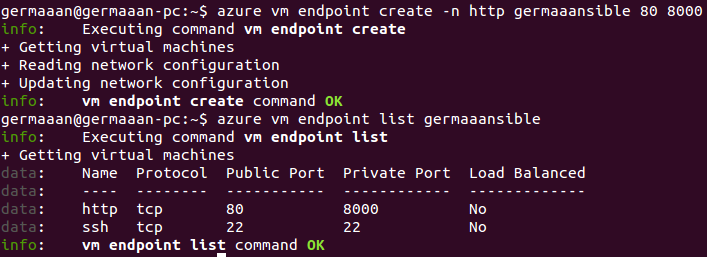 germaaan@germaaan-pc:~$ azure vm endpoint create -n http germaaansible 80 8000
info:    Executing command vm endpoint create
+ Getting virtual machines
+ Reading network configuration
+ Updating network configuration
info:    vm endpoint create command OK
germaaan@germaaan-pc:~$ azure vm endpoint list germaaansible
info:    Executing command vm endpoint list
+ Getting virtual machines
data:    Name  Protocol  Public Port  Private Port  Load Balanced
data:    ----  --------  -----------  ------------  -------------
data:    http  tcp       80           8000          No
data:    ssh   tcp       22           22            No
info:    vm endpoint list command OK